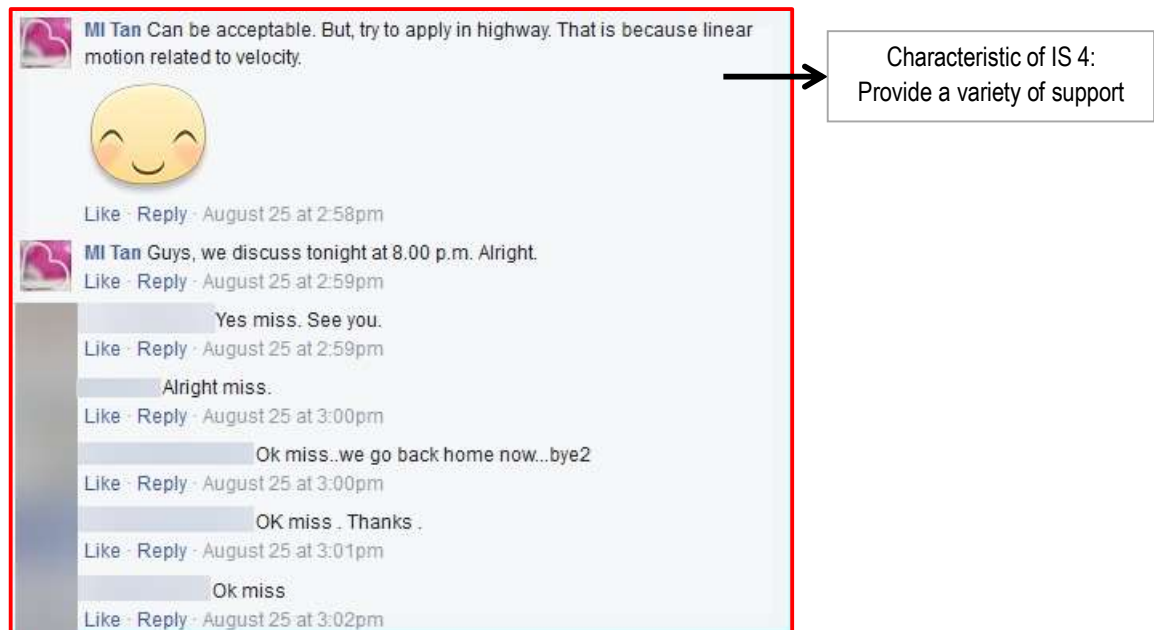 MI Tan Can be acceptable. But, try to apply in highway. That is because linear
motion related to velocity.
Like · Reply · August 25 at 2:58pm
MI Tan Guys, we discuss tonight at 8.00 p.m. Alright.
Like · Reply · August 25 at 2:59pm
Yes miss. See you.
Like · Reply · August 25 at 2:59pm
Alright miss.
Like · Reply · August 25 at 3:00pm
Ok miss..we go back home now...bye2
Like · Reply · August 25 at 3:00pm
OK miss . Thanks .
Like · Reply · August 25 at 3:01pm
Ok miss
Like · Reply · August 25 at 3:02pm
Characteristic of IS 4:
Provide a variety of support